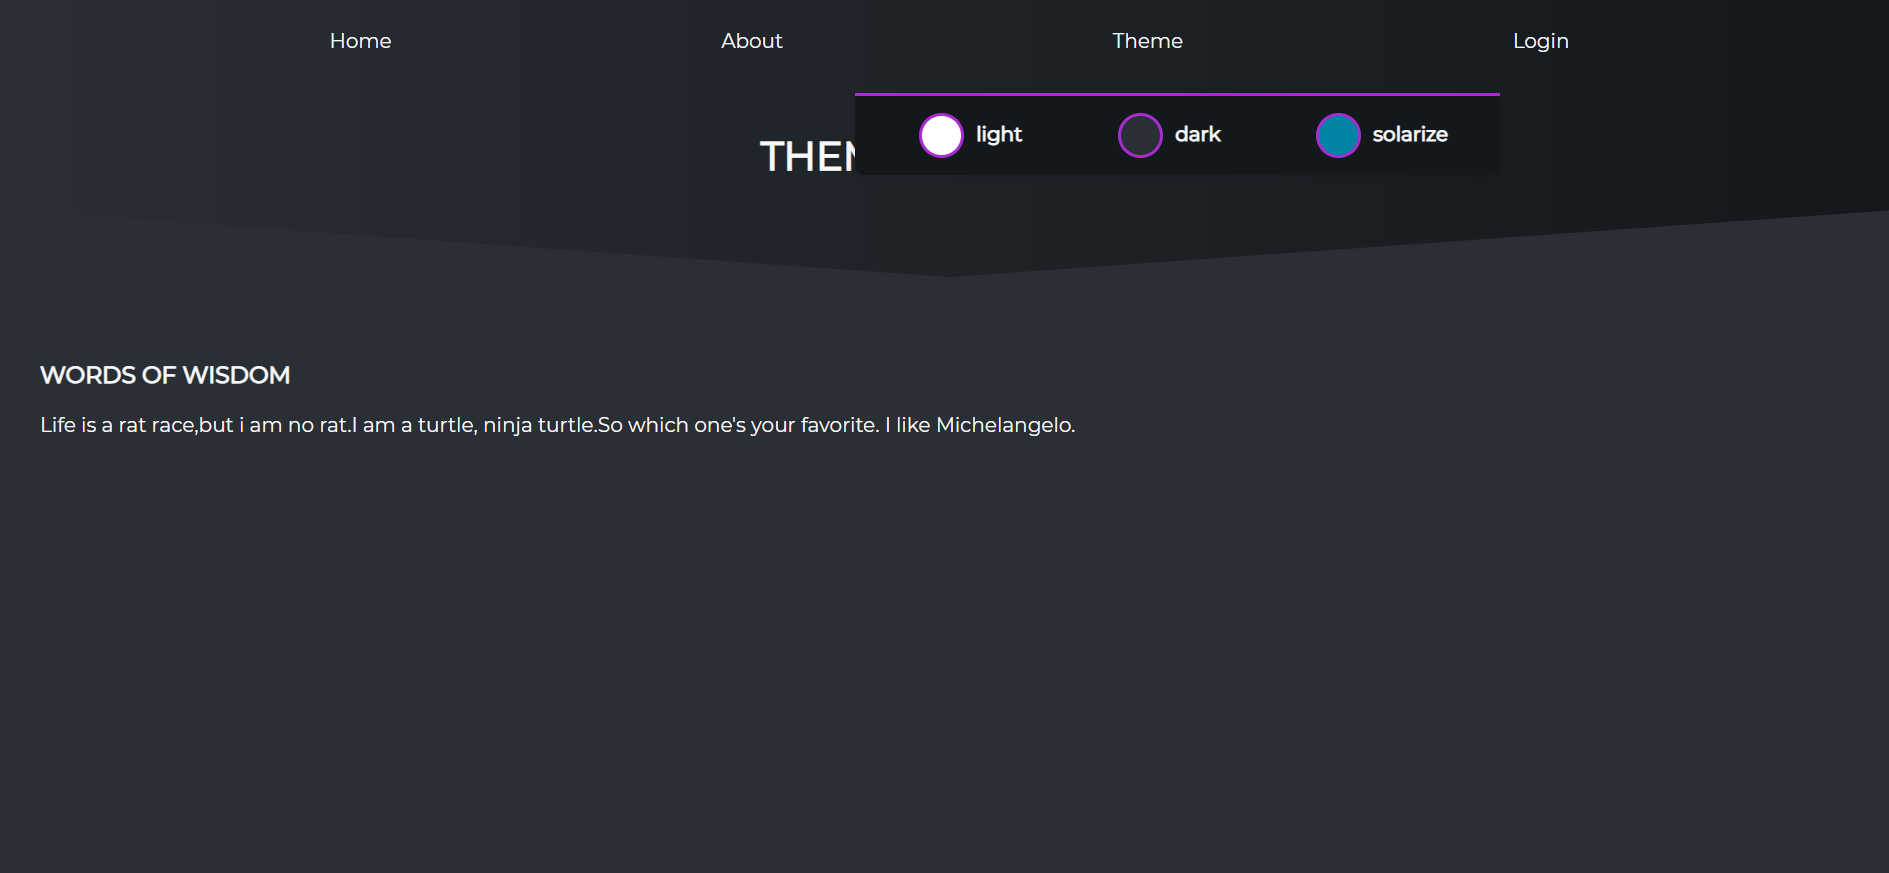 Home About Theme Login
light dark solarize
WORDS OF WISDOM
Life is a rat race,but i am no rat.I am a turtle, ninja turtle.So which one's your favorite. I like Michelangelo.